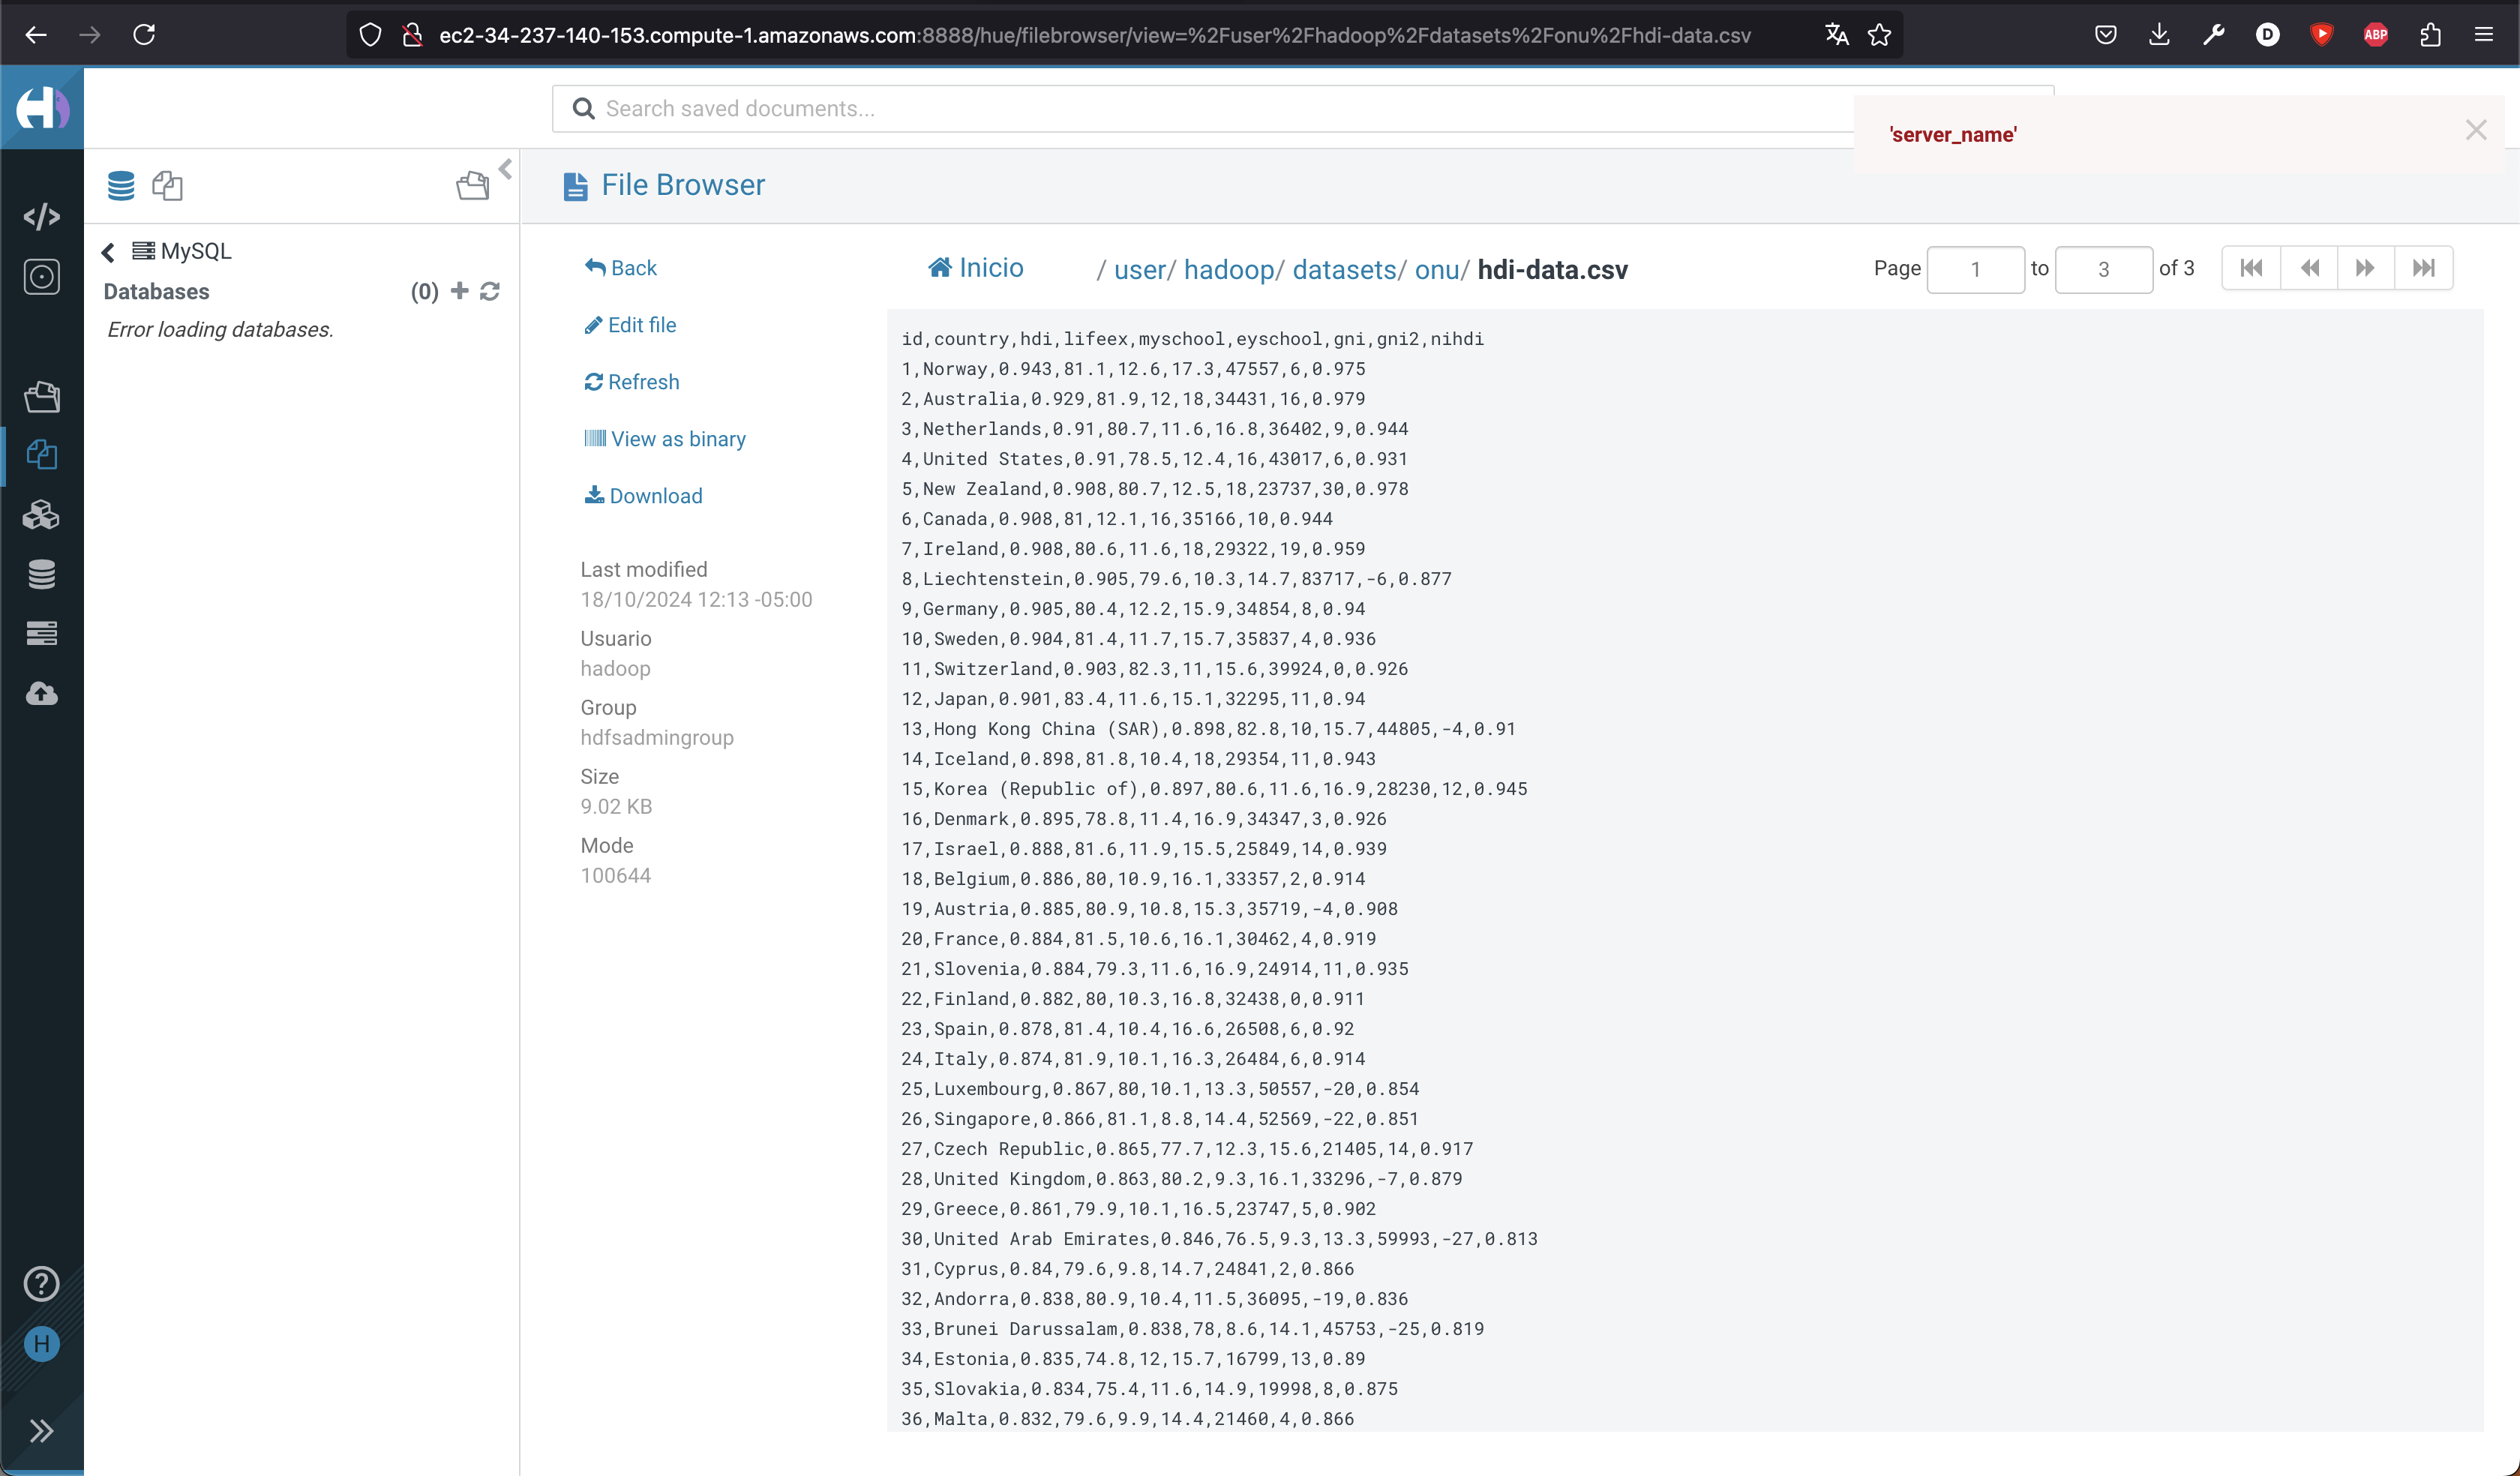 ec2-34-237-140-153.compute-1.amazonaws.com:8888/hue/filebrowser/view=%2Fuser%2Fhadoop%2Fdatasets%2Fonu%2Fhdi-data.csv
D
ABP
Search saved documents...
'server_name'
File Browser
MySQL
Databases (0)
Error loading databases.
Back
Edit file
Refresh
View as binary
Download
Last modified
18/10/2024 12:13 -05:00
Usuario
hadoop
Group
hdfsadmingroup
Size
9.02 KB
Mode
100644
Inicio / user/ hadoop/ datasets/ onu/ hdi-data.csv
Page 1 to 3 of 3
id,country,hdi,lifeex,myschool,eyschool,gni,gni2,nihdi
1,Norway,0.943,81.1,12.6,17.3,47557,6,0.975
2,Australia,0.929,81.9,12,18,34431,16,0.979
3,Netherlands,0.91,80.7,11.6,16.8,36402,9,0.944
4,United States,0.91,78.5,12.4,16,43017,6,0.931
5,New Zealand,0.908,80.7,12.5,18,23737,30,0.978
6,Canada,0.908,81,12.1,16,35166,10,0.944
7,Ireland,0.908,80.6,11.6,18,29322,19,0.959
8,Liechtenstein,0.905,79.6,10.3,14.7,83717,-6,0.877
9,Germany,0.905,80.4,12.2,15.9,34854,8,0.94
10,Sweden,0.904,81.4,11.7,15.7,35837,4,0.936
11,Switzerland,0.903,82.3,11,15.6,39924,0,0.926
12,Japan,0.901,83.4,11.6,15.1,32295,11,0.94
13,Hong Kong China (SAR),0.898,82.8,10,15.7,44805,-4,0.91
14,Iceland,0.898,81.8,10.4,18,29354,11,0.943
15,Korea (Republic of),0.897,80.6,11.6,16.9,28230,12,0.945
16,Denmark,0.895,78.8,11.4,16.9,34347,3,0.926
17,Israel,0.888,81.6,11.9,15.5,25849,14,0.939
18,Belgium,0.886,80,10.9,16.1,33357,2,0.914
19,Austria,0.885,80.9,10.8,15.3,35719,-4,0.908
20,France,0.884,81.5,10.6,16.1,30462,4,0.919
21,Slovenia,0.884,79.3,11.6,16.9,24914,11,0.935
22,Finland,0.882,80,10.3,16.8,32438,0,0.911
23,Spain,0.878,81.4,10.4,16.6,26508,6,0.92
24,Italy,0.874,81.9,10.1,16.3,26484,6,0.914
25,Luxembourg,0.867,80,10.1,13.3,50557,-20,0.854
26,Singapore,0.866,81.1,8.8,14.4,52569,-22,0.851
27,Czech Republic,0.865,77.7,12.3,15.6,21405,14,0.917
28,United Kingdom,0.863,80.2,9.3,16.1,33296,-7,0.879
29,Greece,0.861,79.9,10.1,16.5,23747,5,0.902
30,United Arab Emirates,0.846,76.5,9.3,13.3,59993,-27,0.813
31,Cyprus,0.84,79.6,9.8,14.7,24841,2,0.866
32,Andorra,0.838,80.9,10.4,11.5,36095,-19,0.836
33,Brunei Darussalam,0.838,78,8.6,14.1,45753,-25,0.819
34,Estonia,0.835,74.8,12,15.7,16799,13,0.89
35,Slovakia,0.834,75.4,11.6,14.9,19998,8,0.875
36,Malta,0.832,79.6,9.9,14.4,21460,4,0.866
H